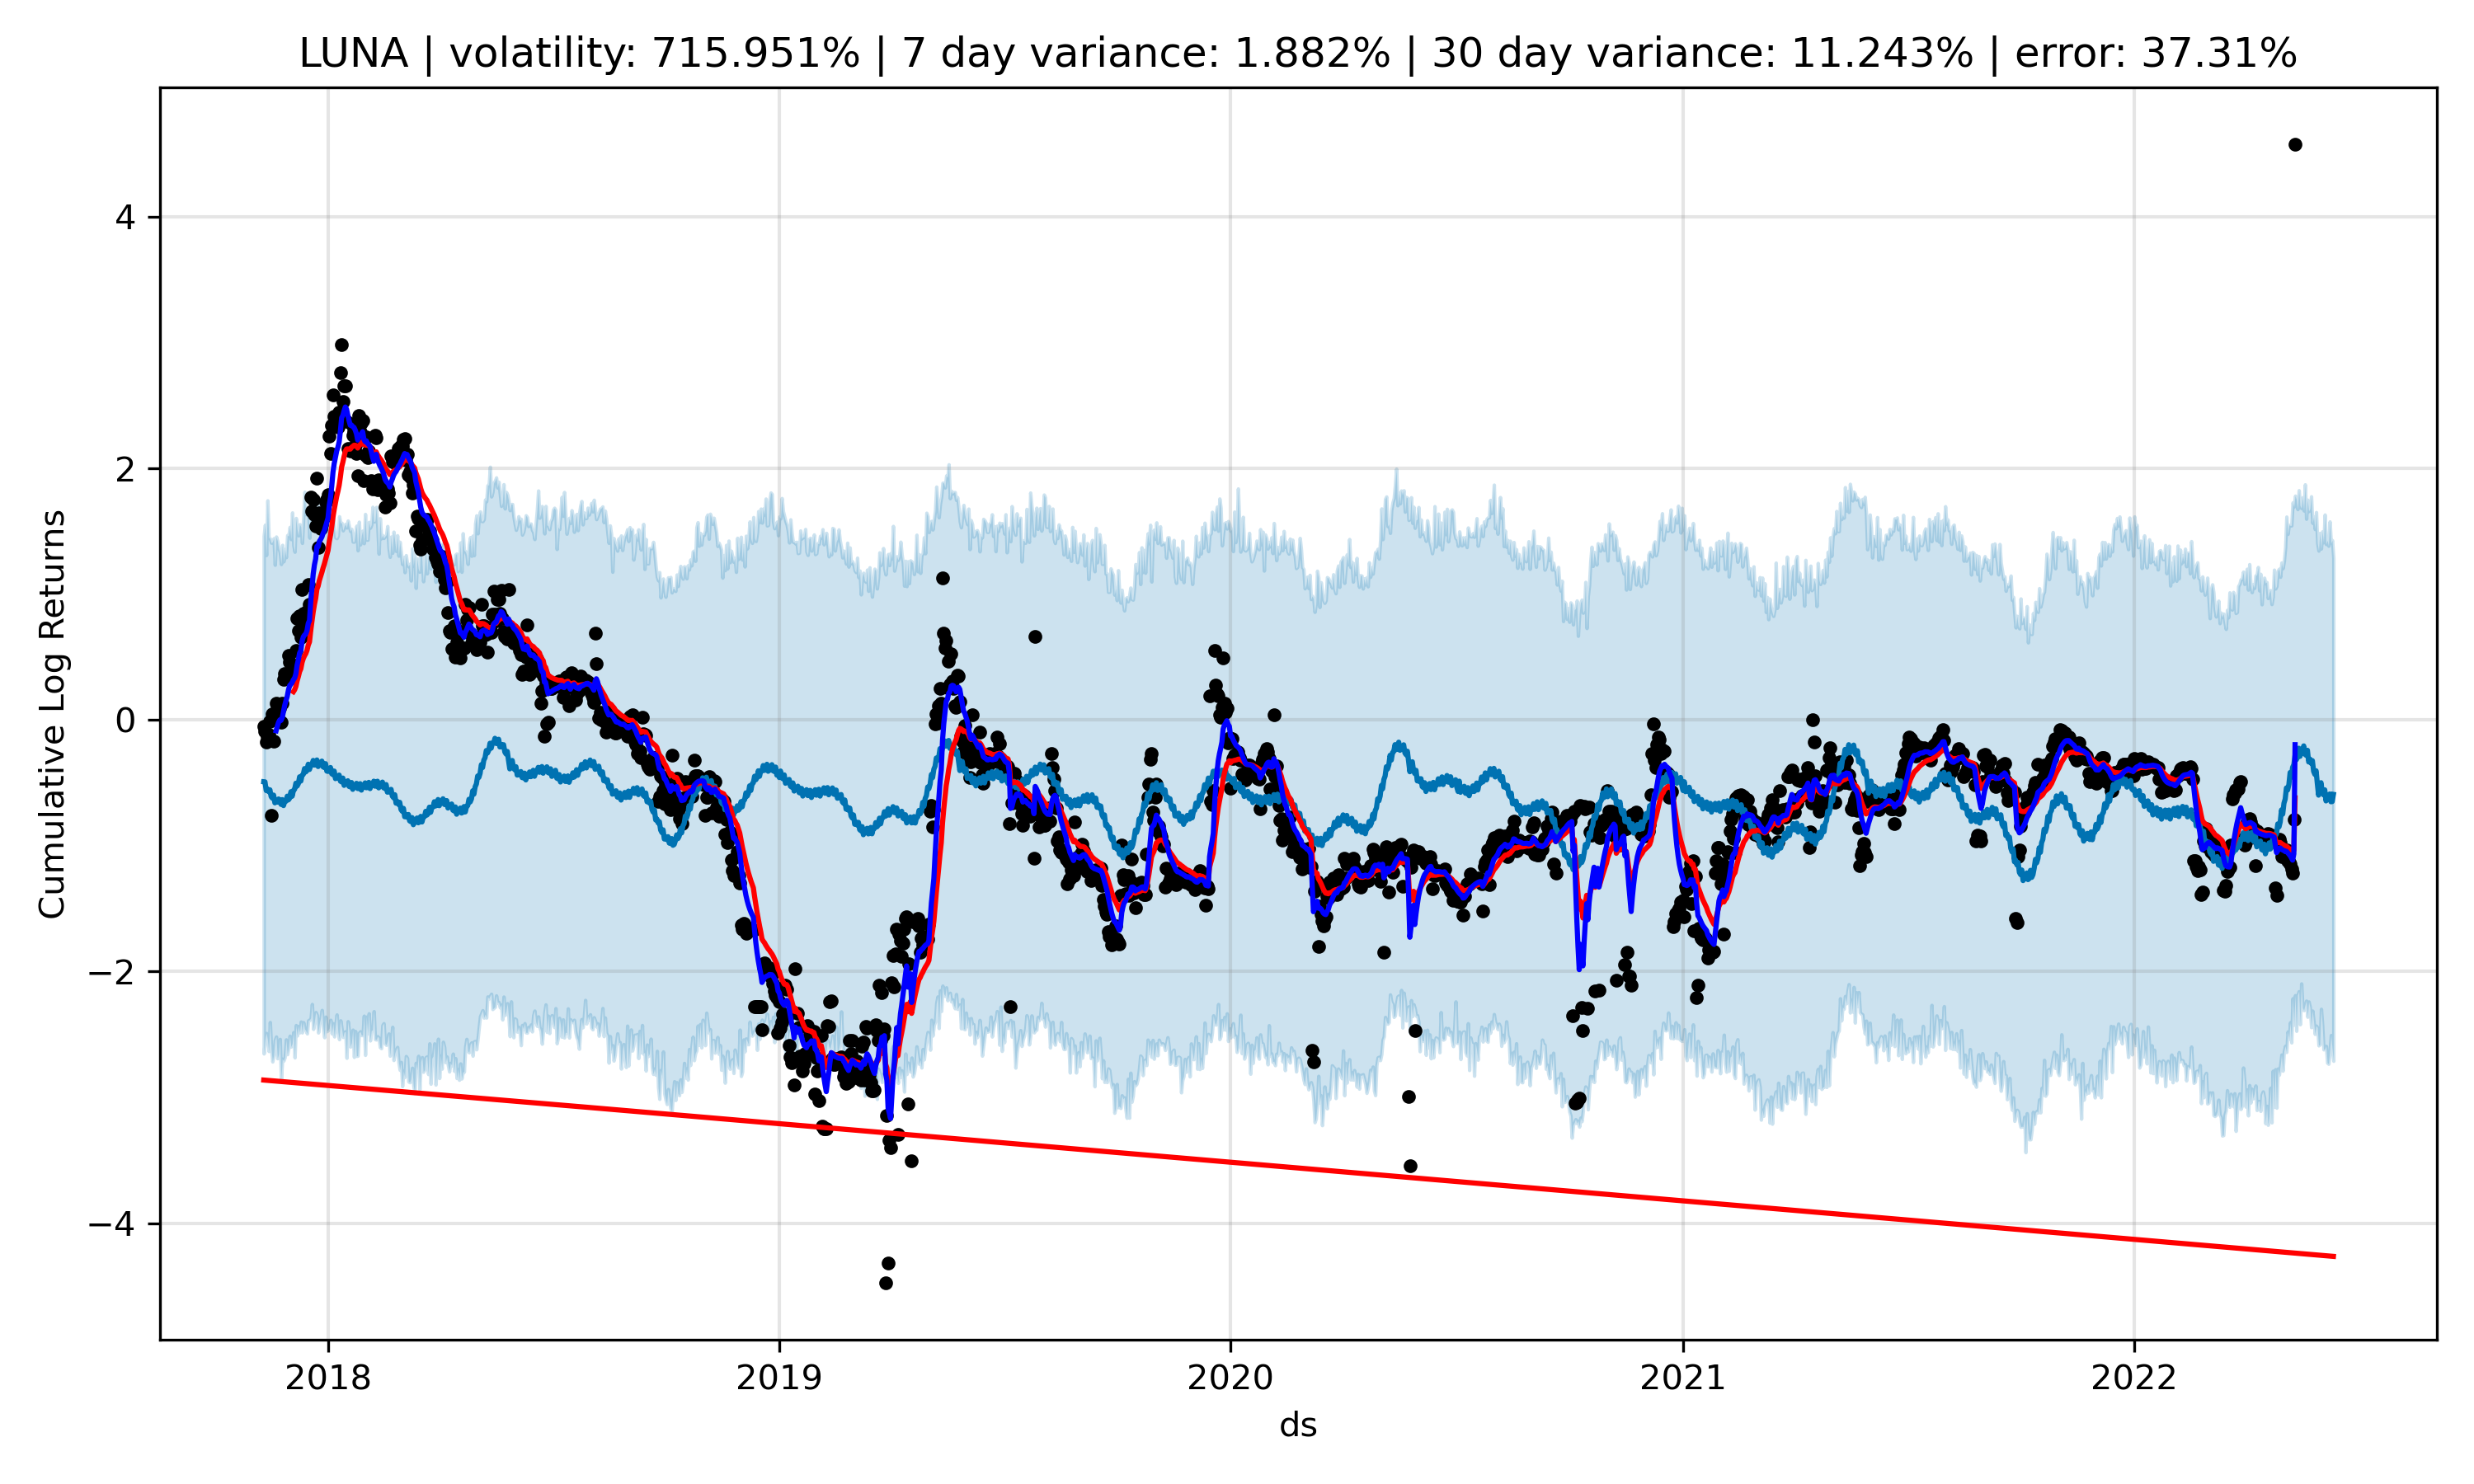 LUNA | volatility: 715.951% | 7 day variance: 1.882% | 30 day variance: 11.243% | error: 37.31%
Cumulative Log Returns
4
2
0
−2
−4
2018 2019 2020 2021 2022
ds